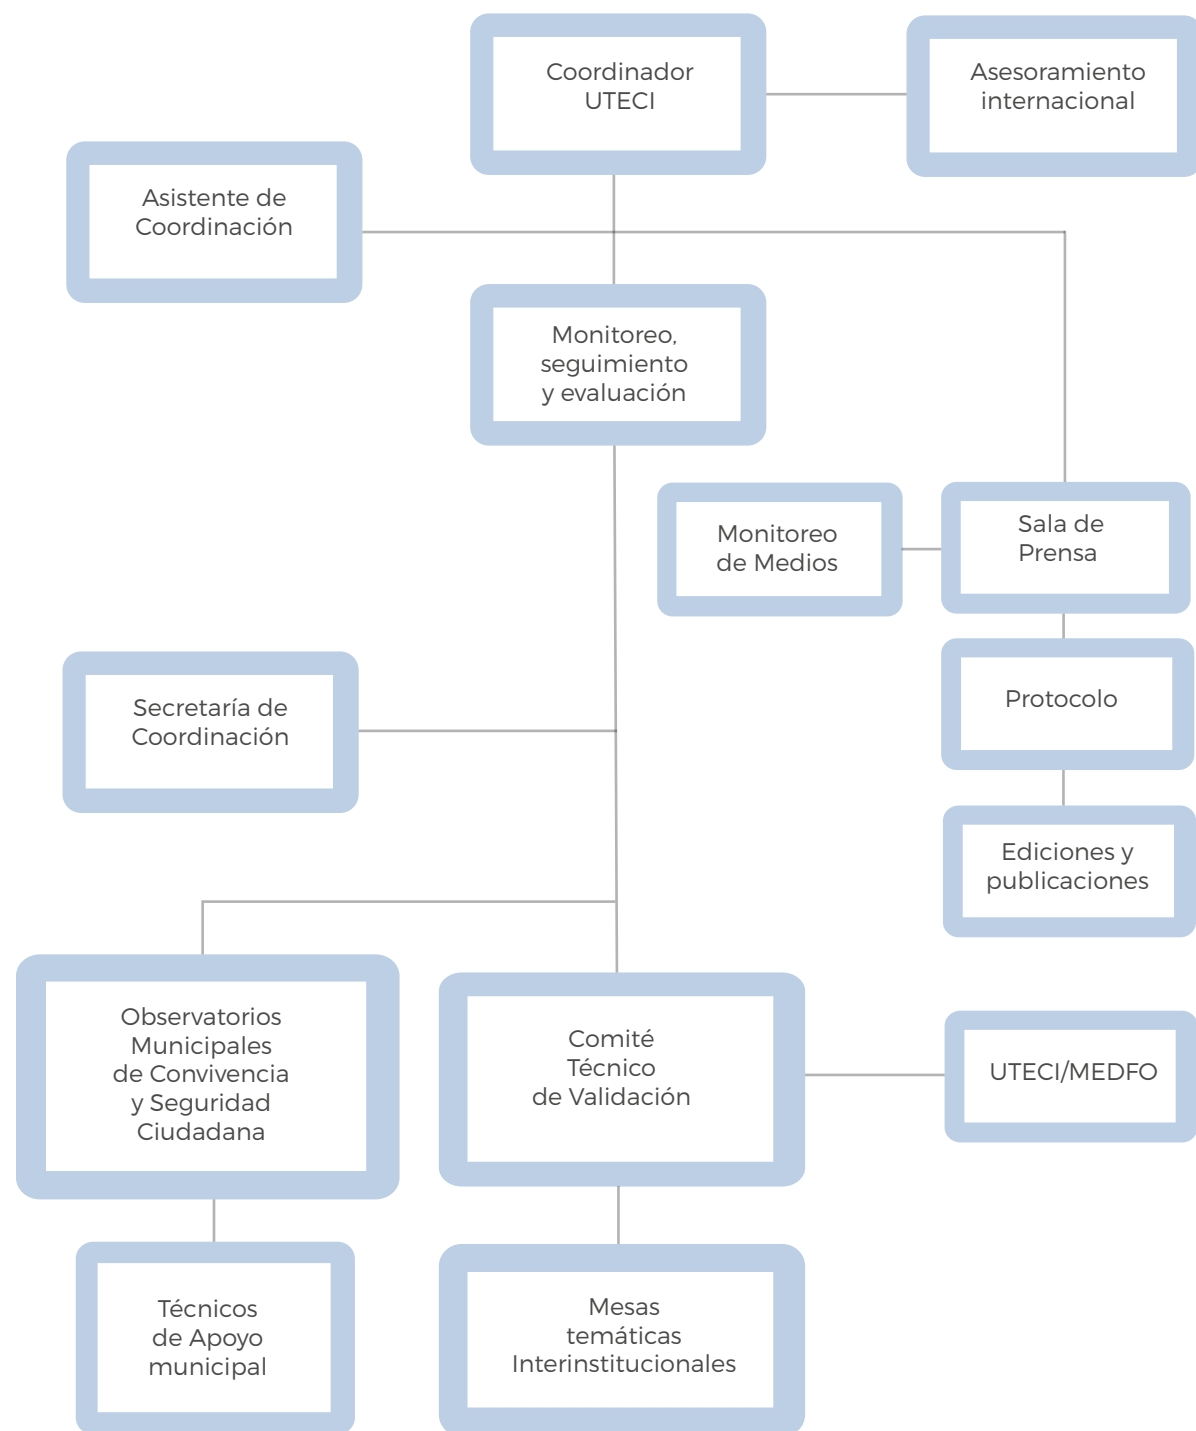 Coordinador
UTECI
Asesoramiento
internacional
Asistente de
Coordinación
Monitoreo,
seguimiento
y evaluación
Monitoreo
de Medios
Sala de
Prensa
Protocolo
Secretaría de
Coordinación
Ediciones y
publicaciones
Observatorios
Municipales
de Convivencia
y Seguridad
Ciudadana
Comité
Técnico
de Validación
UTECI/MEDFO
Técnicos
de Apoyo
municipal
Mesas
temáticas
Interinstitucionales